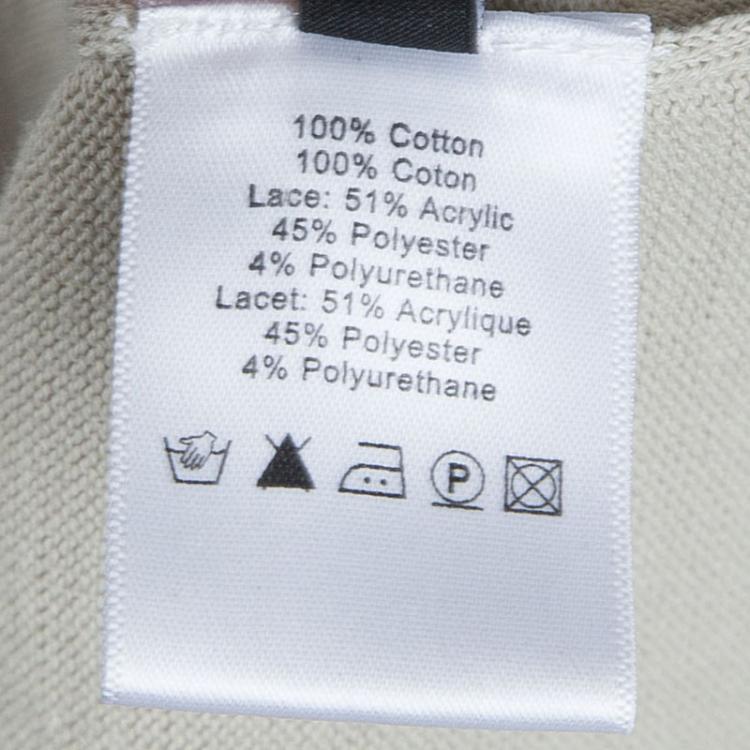 100% Cotton
100% Coton
Lace: 51% Acrylic
45% Polyester
4% Polyurethane
Lacet: 51% Acrylique
45% Polyester
4% Polyurethane
P